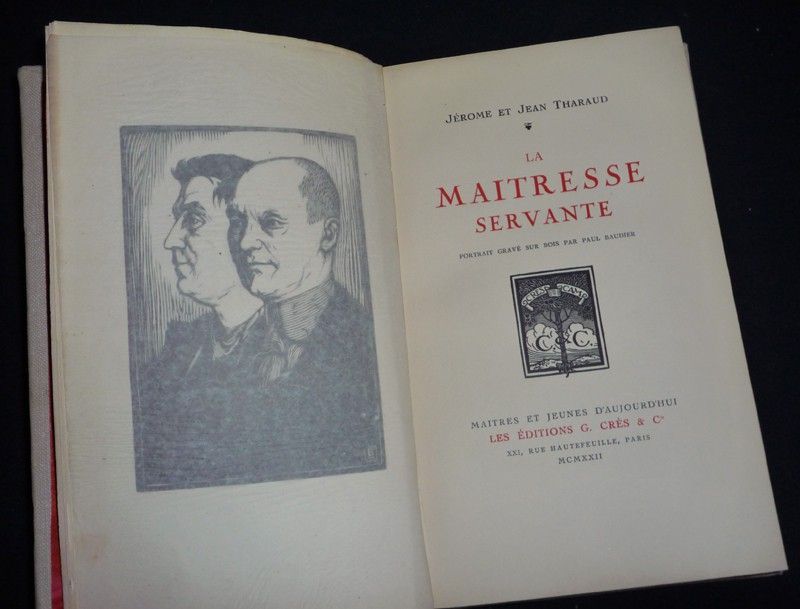 JÉROME ET JEAN THARAUD
LA
MAITRESSE
SERVANTE
PORTRAIT GRAVÉ SUR BOIS PAR PAUL BAUDIER
C. & C.
MAITRES ET JEUNES D'AUJOURD'HUI
LES ÉDITIONS G. CRÈS & Cie
XXI, RUE HAUTEFEUILLE, PARIS
MCMXXII